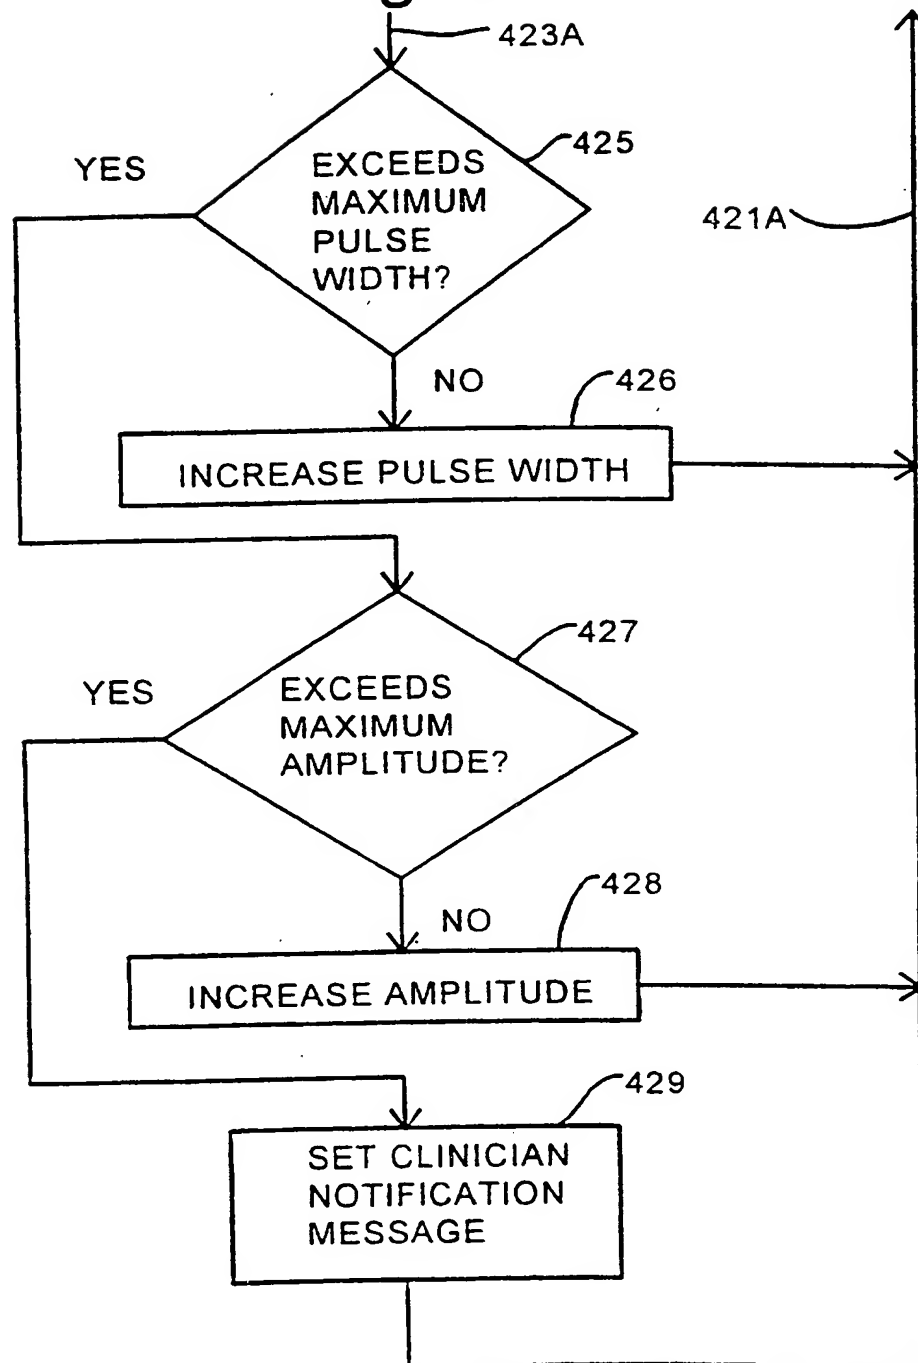 423A
425
YES
EXCEEDS
MAXIMUM
PULSE
WIDTH?
421A
NO
426
INCREASE PULSE WIDTH
427
YES
EXCEEDS
MAXIMUM
AMPLITUDE?
428
NO
INCREASE AMPLITUDE
429
SET CLINICIAN
NOTIFICATION
MESSAGE